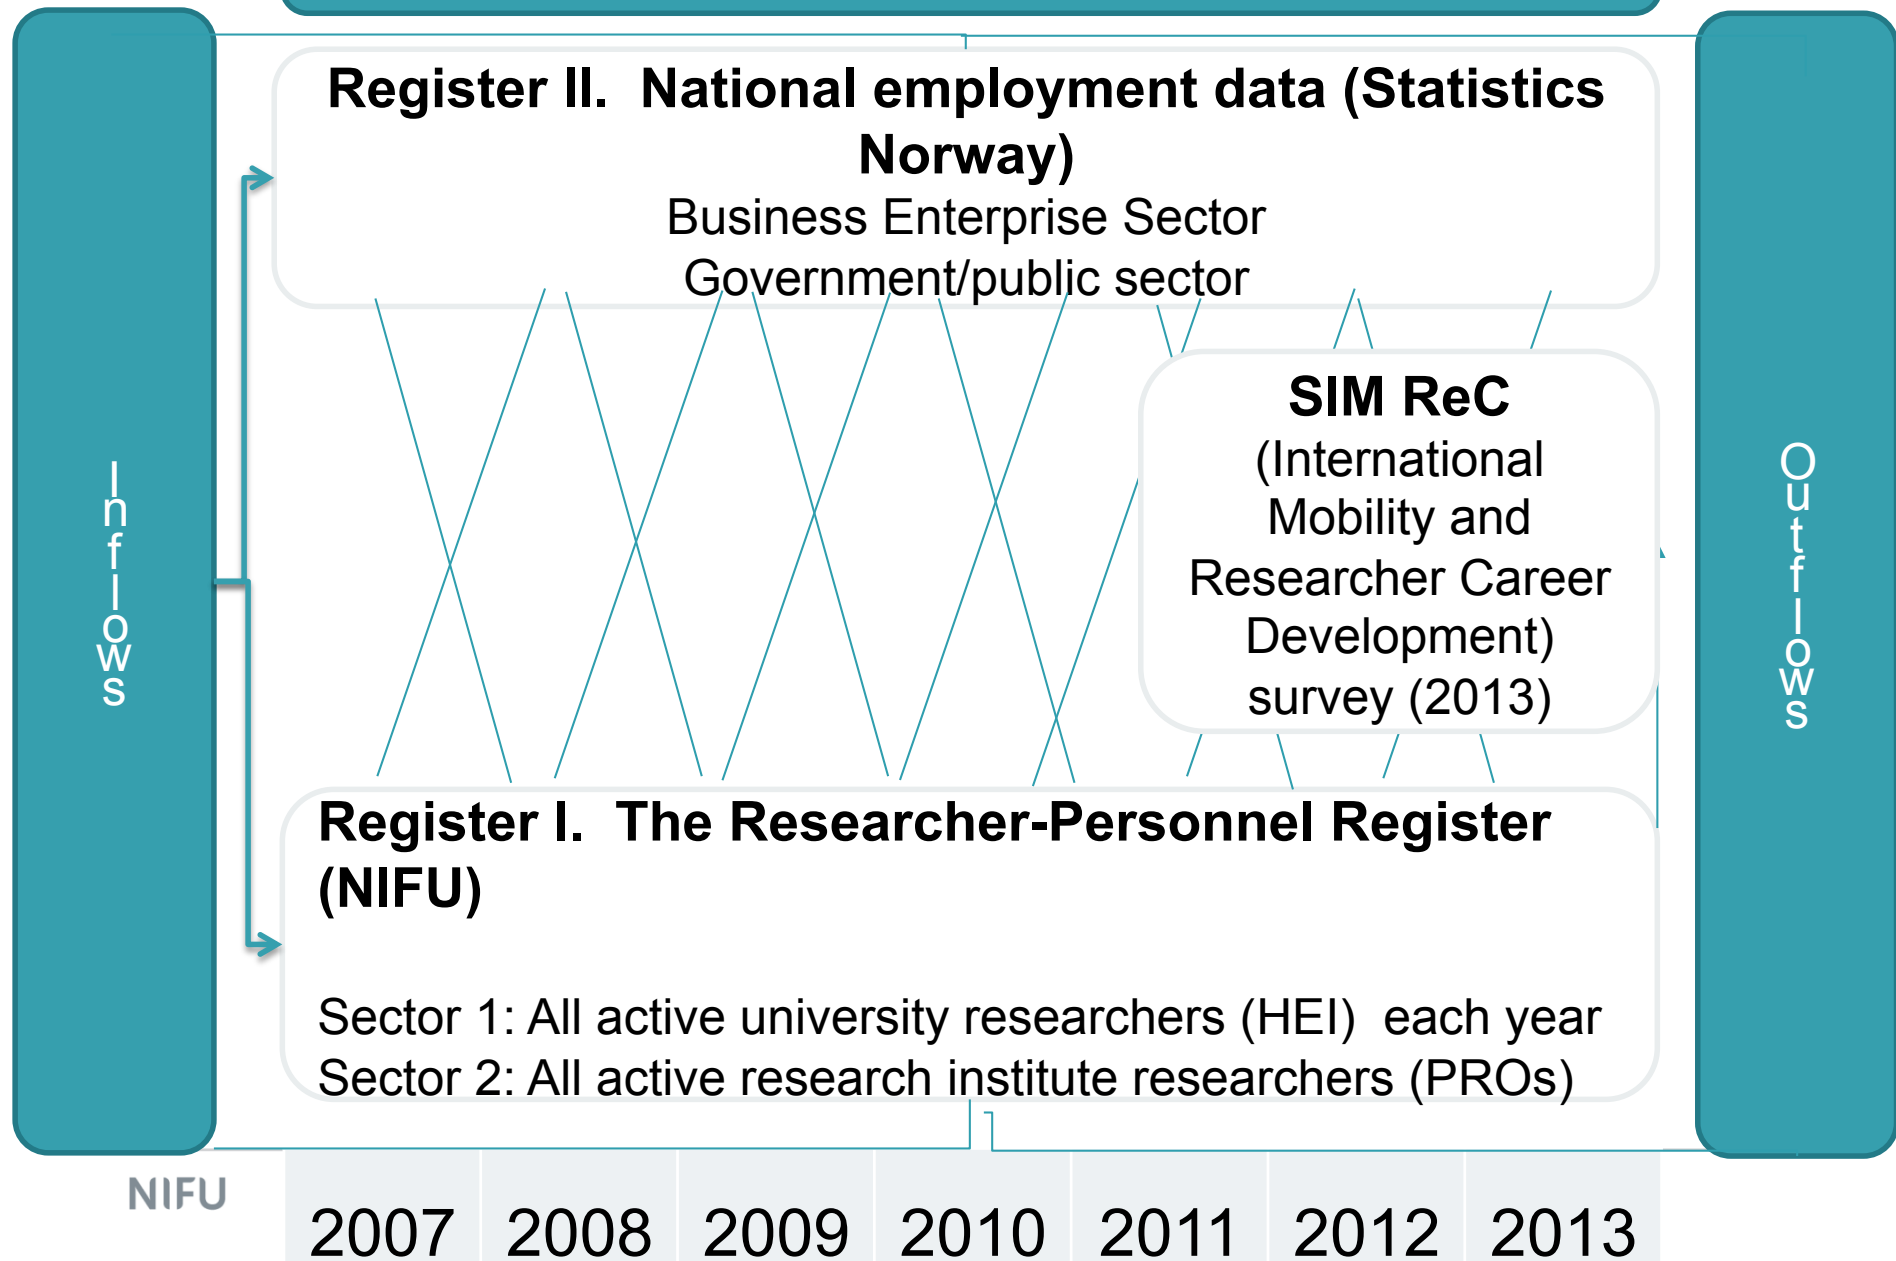 Register II.  National employment data (Statistics
Norway)
Business Enterprise Sector
Government/public sector
Inflows
SIM ReC
(International
Mobility and
Researcher Career
Development)
survey (2013)
Outflows
Register I.  The Researcher-Personnel Register
(NIFU)
Sector 1: All active university researchers (HEI)  each year
Sector 2: All active research institute researchers (PROs)
NIFU
2007 2008 2009 2010 2011 2012 2013